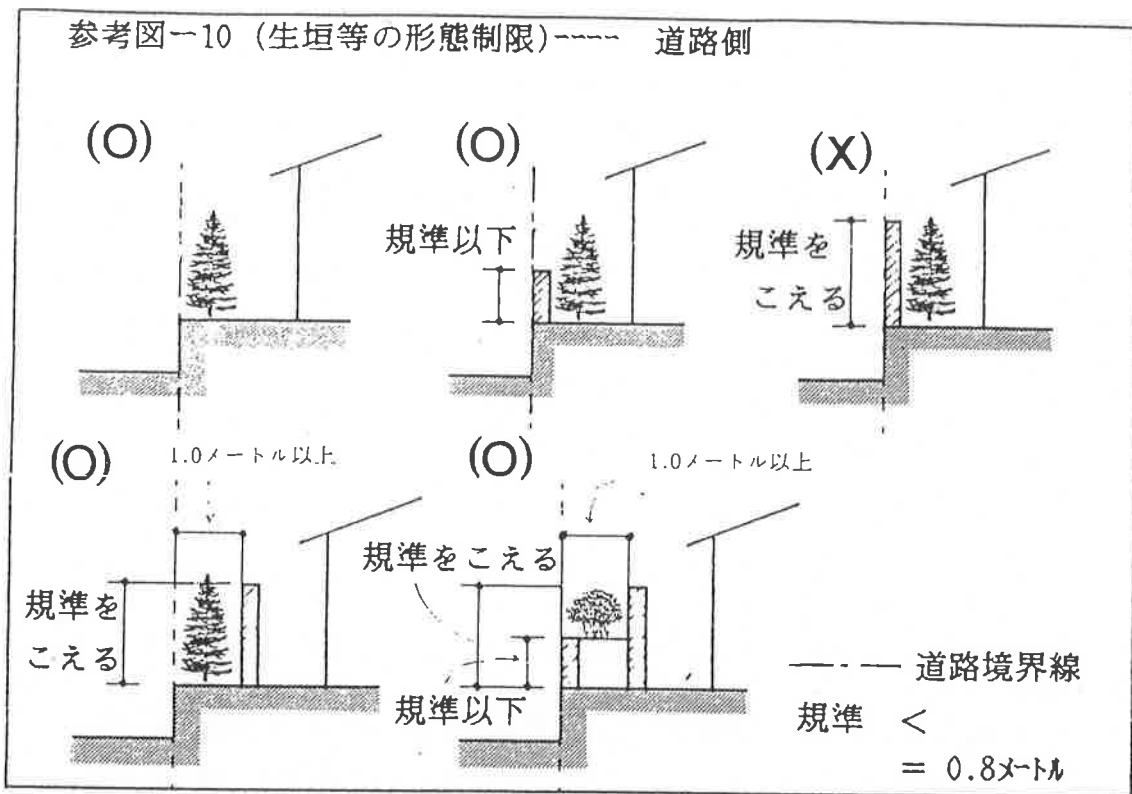 参考図ー10 (生垣等の形態制限)---- 道路側
(O)
(O)
(X)
規準以下
規準を
こえる
(O)
1.0メートル以上
(O)
1.0メートル以上
規準を
こえる
規準をこえる
規準以下
道路境界線
規準 <
= 0.8メートル